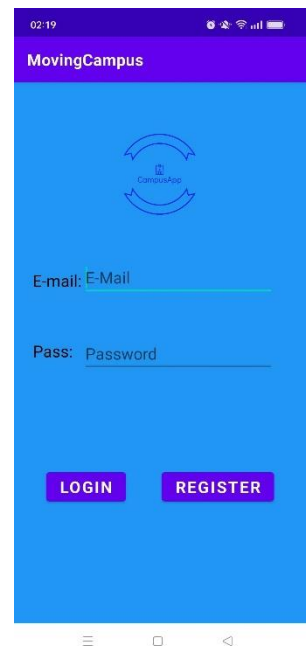 02:19
MovingCampus
CampusApp
E-mail: E-Mail
Pass: Password
LOGIN REGISTER